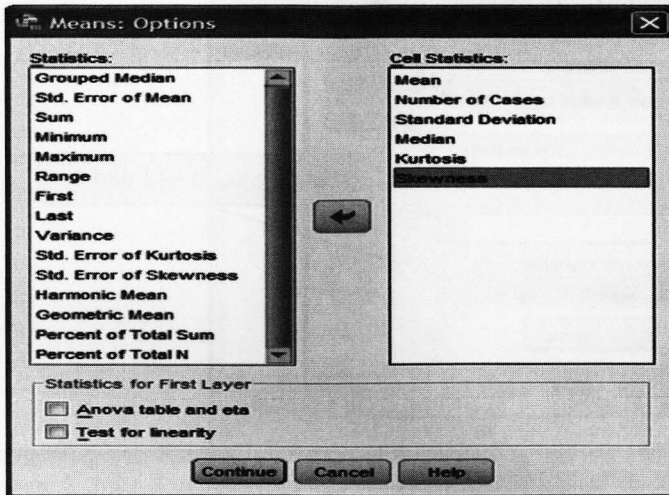 Means: Options
Statistics:
Grouped Median
Std. Error of Mean
Sum
Minimum
Maximum
Range
First
Last
Variance
Std. Error of Kurtosis
Std. Error of Skewness
Harmonic Mean
Geometric Mean
Percent of Total Sum
Percent of Total N
Cell Statistics:
Mean
Number of Cases
Standard Deviation
Median
Kurtosis
Skewness
Statistics for First Layer
Anova table and eta
Test for linearity
Continue
Cancel
Help